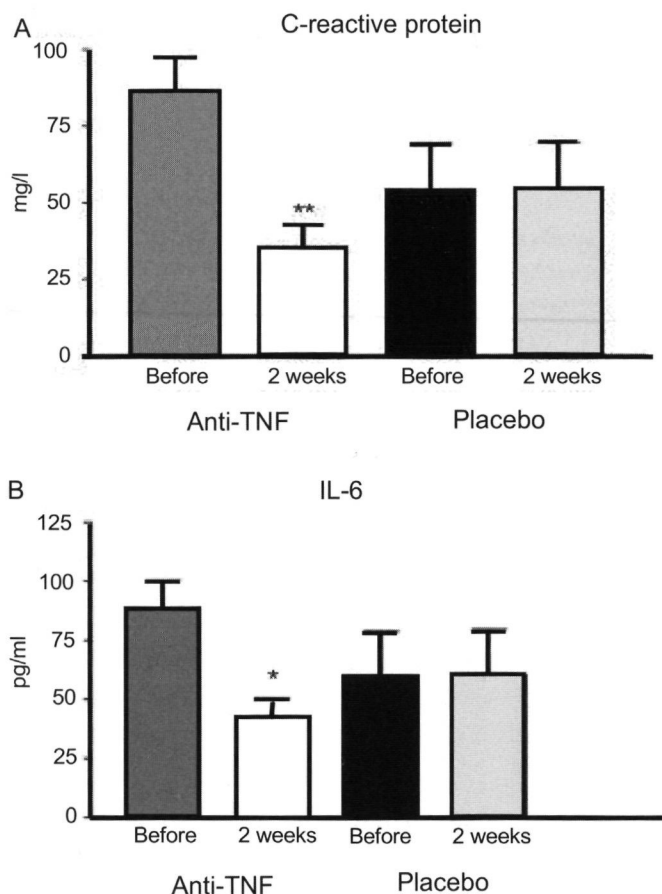 A
C-reactive protein
100
75
50
25
0
mg/l
**
Before 2 weeks Before 2 weeks
Anti-TNF Placebo
B
IL-6
125
100
75
50
25
0
pg/ml
*
Before 2 weeks Before 2 weeks
Anti-TNF Placebo